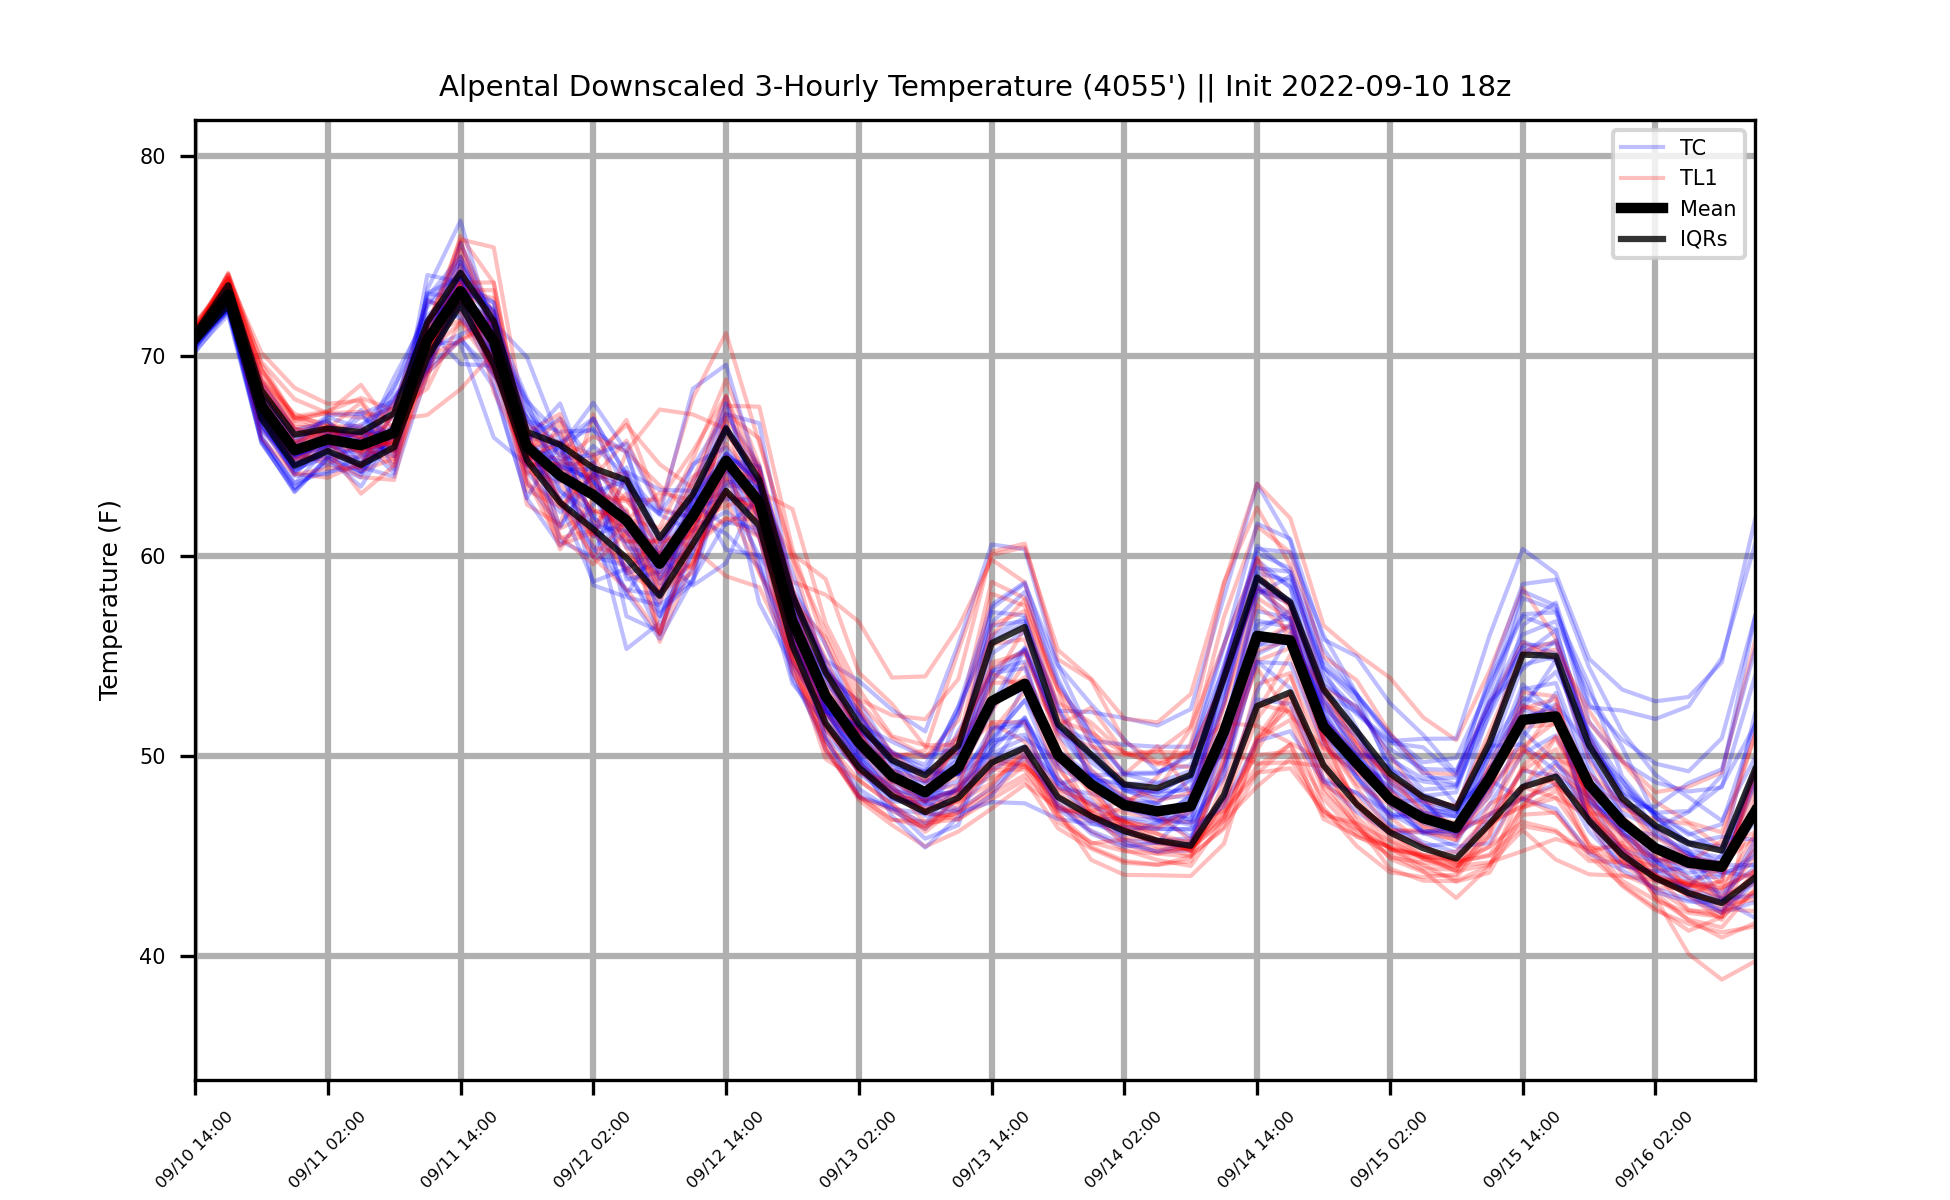 Alpental Downscaled 3-Hourly Temperature (4055') || Init 2022-09-10 18z
TC
TL1
Mean
IQRs
Temperature (F)
80
70
60
50
40
09/10 14:00
09/11 02:00
09/11 14:00
09/12 02:00
09/12 14:00
09/13 02:00
09/13 14:00
09/14 02:00
09/14 14:00
09/15 02:00
09/15 14:00
09/16 02:00